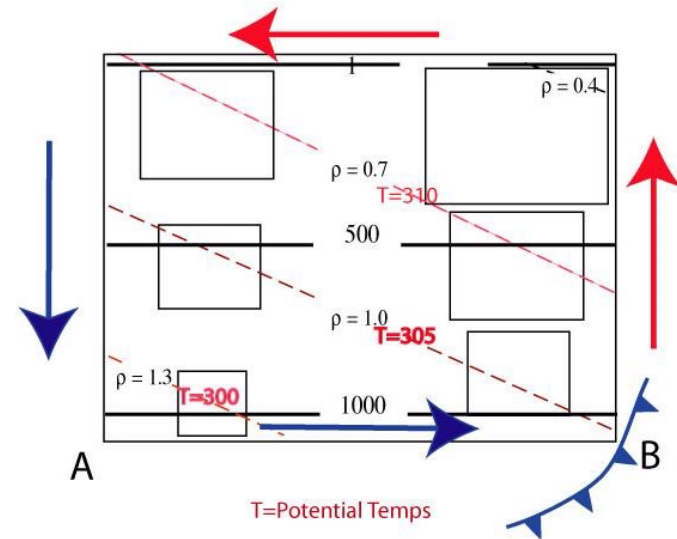 1
ρ = 0.4
ρ = 0.7
T=310
500
ρ = 1.0
T=305
ρ = 1.3
T=300
1000
A
B
T=Potential Temps